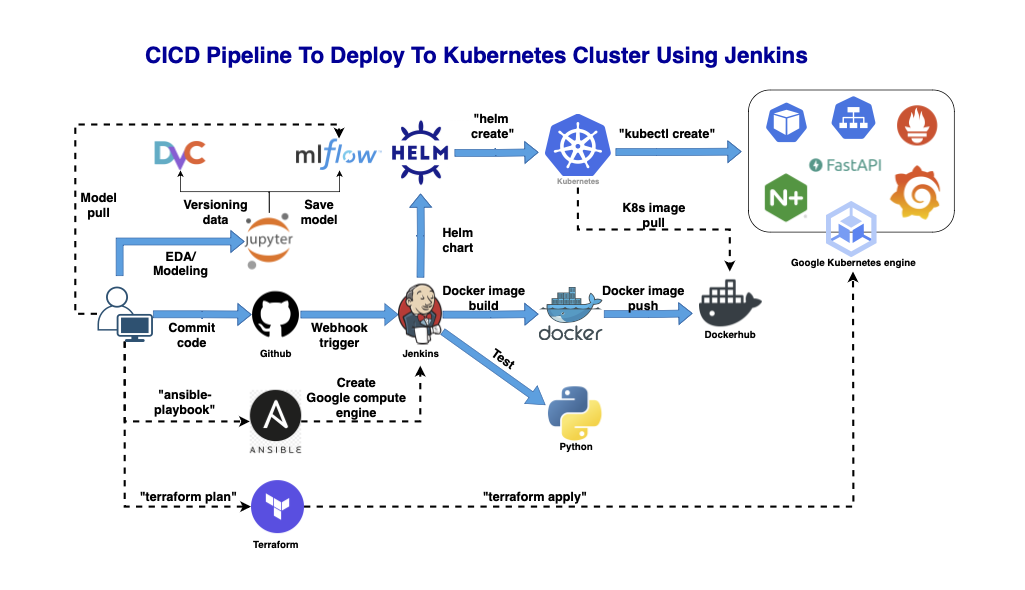 CICD Pipeline To Deploy To Kubernetes Cluster Using Jenkins
DVC
mlflow
HELM
"helm
create"
Kubernetes
"kubectl create"
FastAPI
N+
Google Kubernetes engine
Model
pull
Versioning
data
Save
model
jupyter
EDA/
Modeling
Helm
chart
K8s image
pull
Commit
code
Github
Webhook
trigger
Jenkins
Docker image
build
docker
Docker image
push
Dockerhub
Test
Python
"ansible-
playbook"
A
ANSIBLE
Create
Google compute
engine
"terraform plan"
Terraform
"terraform apply"